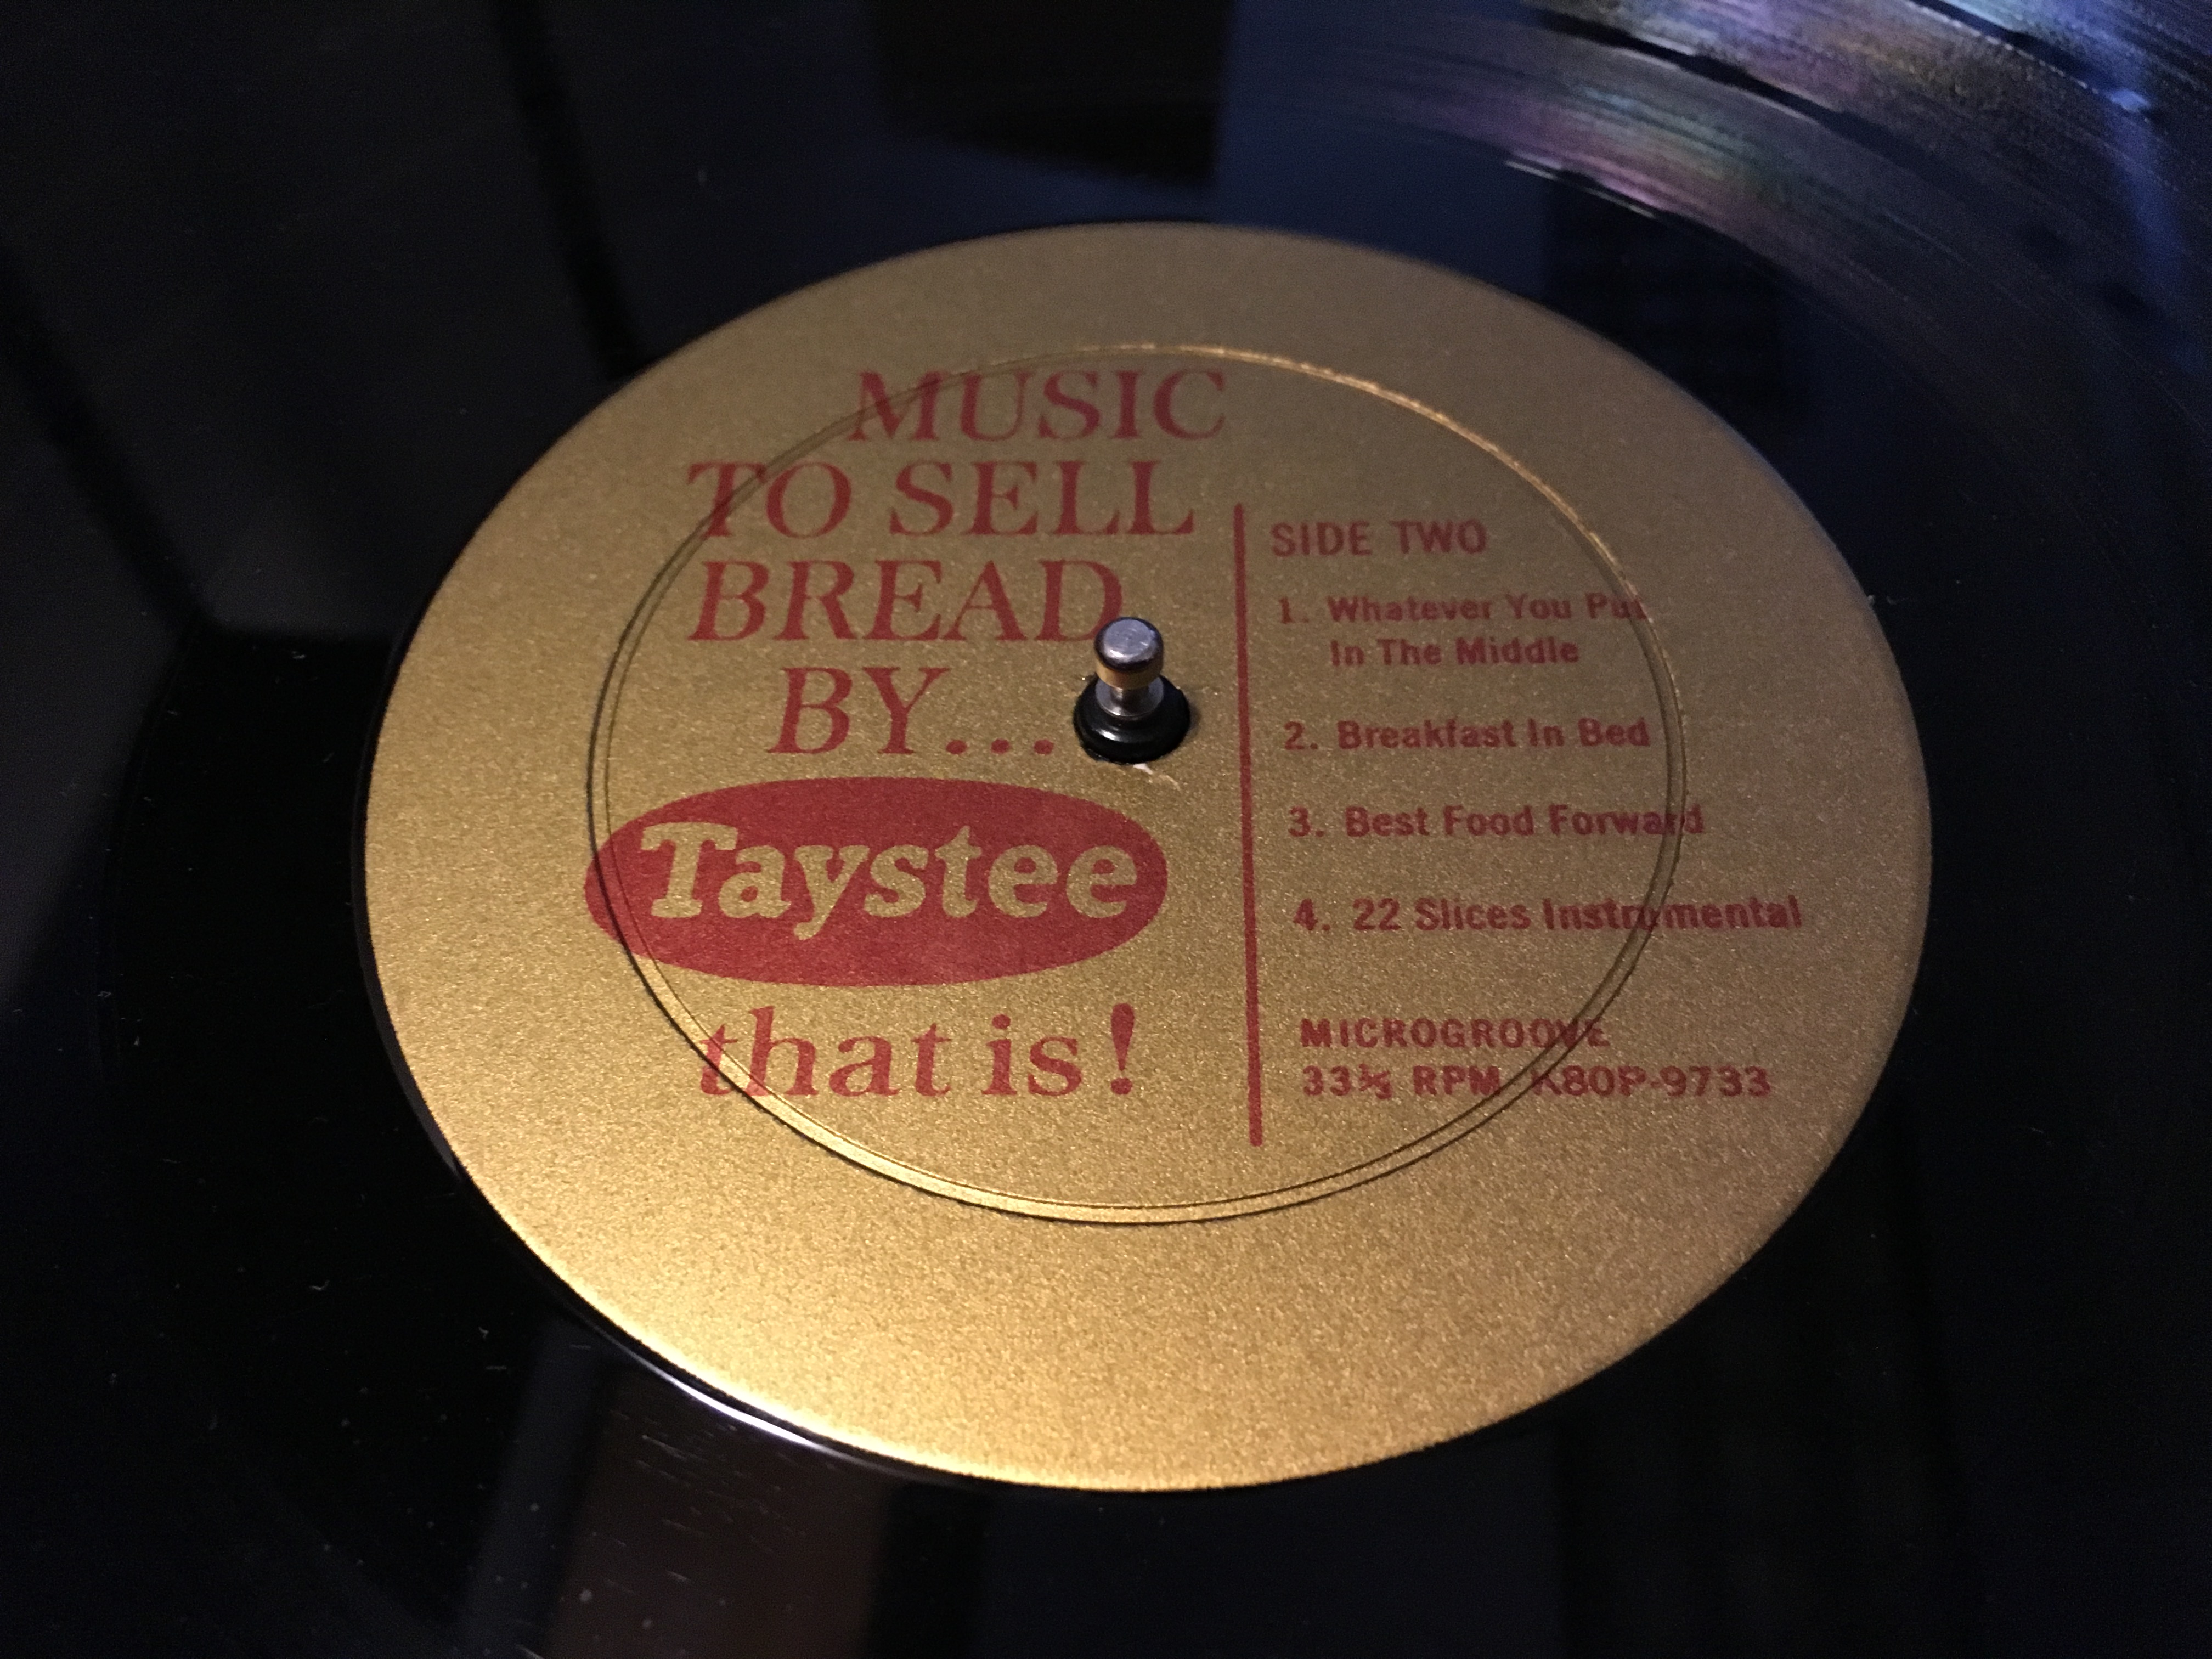 MUSIC
TO SELL
BREAD
BY...
Taystee
that is!
SIDE TWO
1. Whatever You Put
In The Middle
2. Breakfast In Bed
3. Best Food Forward
4. 22 Slices Instrumental
MICROGROOVE
33⅓ RPM K80P-9733